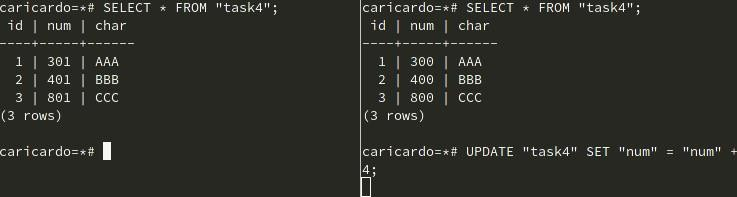 caricardo=*# SELECT * FROM "task4";
 id | num | char
----+-----+------
  1 | 301 | AAA
  2 | 401 | BBB
  3 | 801 | CCC
(3 rows)
caricardo=*#
caricardo=*# SELECT * FROM "task4";
 id | num | char
----+-----+------
  1 | 300 | AAA
  2 | 400 | BBB
  3 | 800 | CCC
(3 rows)
caricardo=*# UPDATE "task4" SET "num" = "num" +
4;